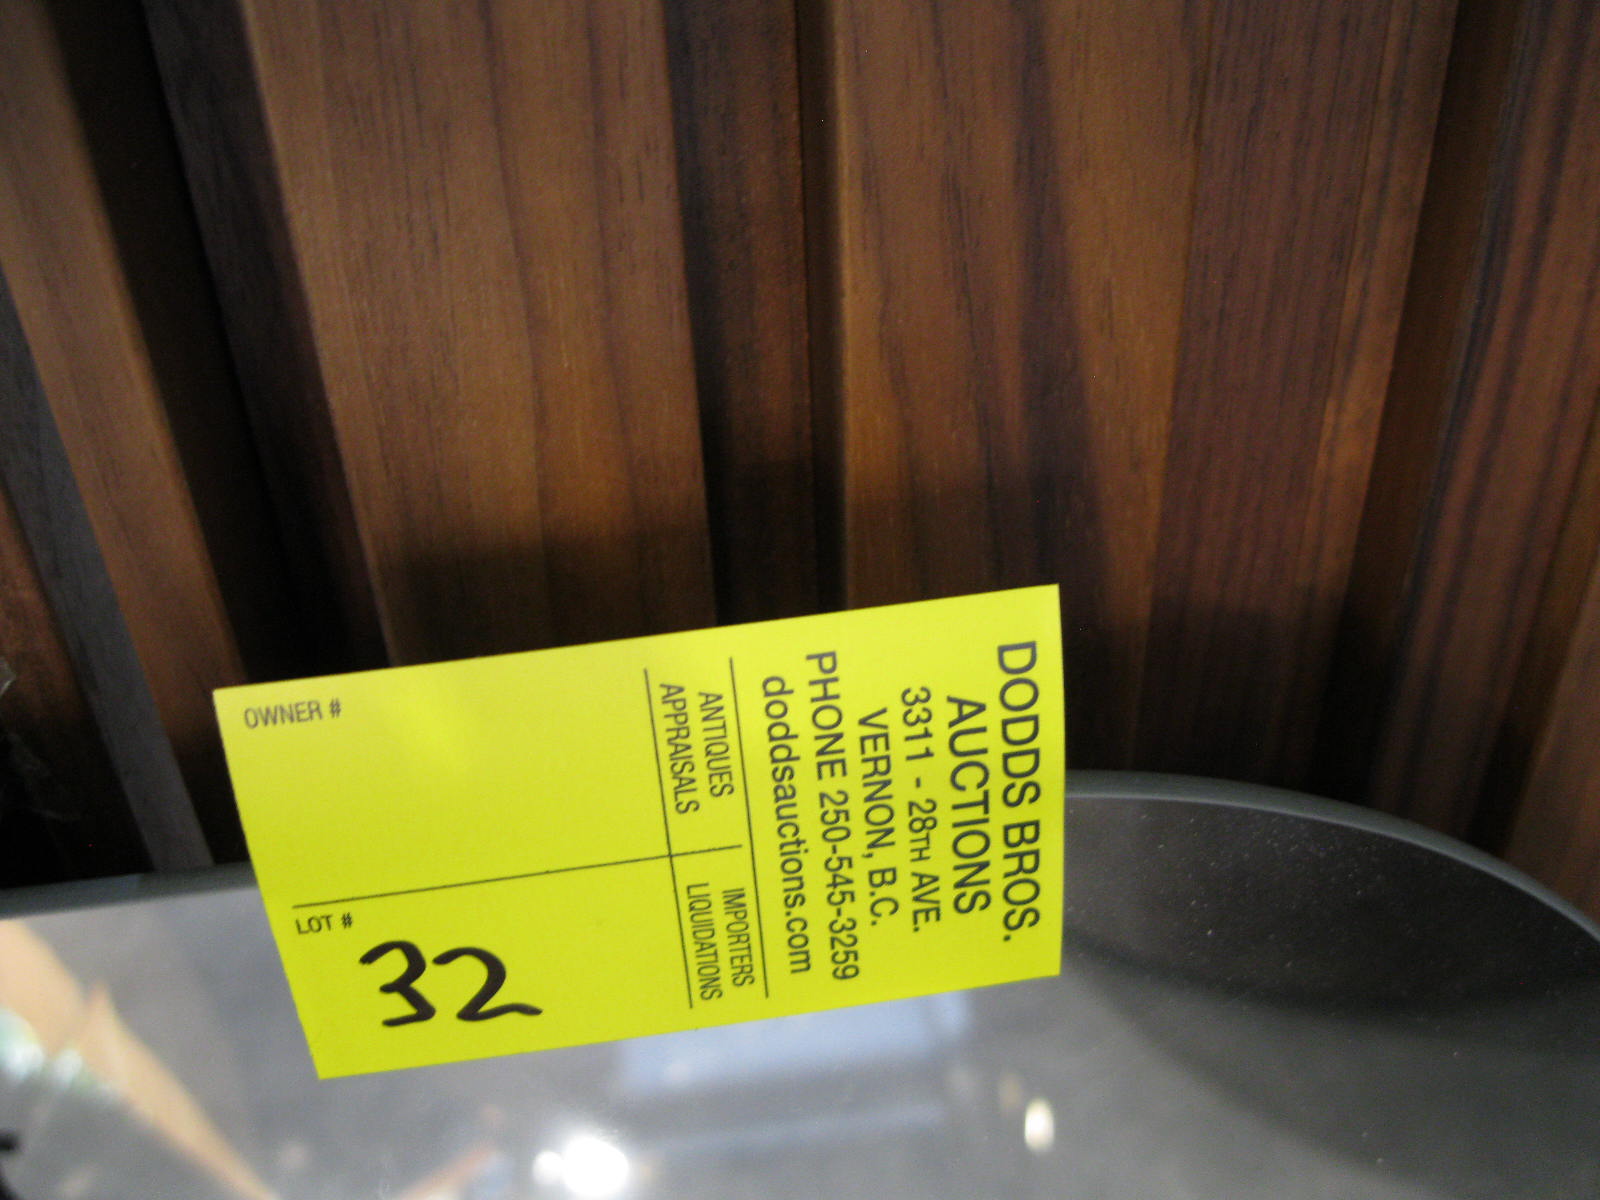 DODDS BROS.
AUCTIONS
3311 - 28TH AVE.
VERNON, B.C.
PHONE 250-545-3259
doddsauctions.com
ANTIQUES
APPRAISALS
IMPORTERS
LIQUIDATIONS
OWNER #
LOT #
32